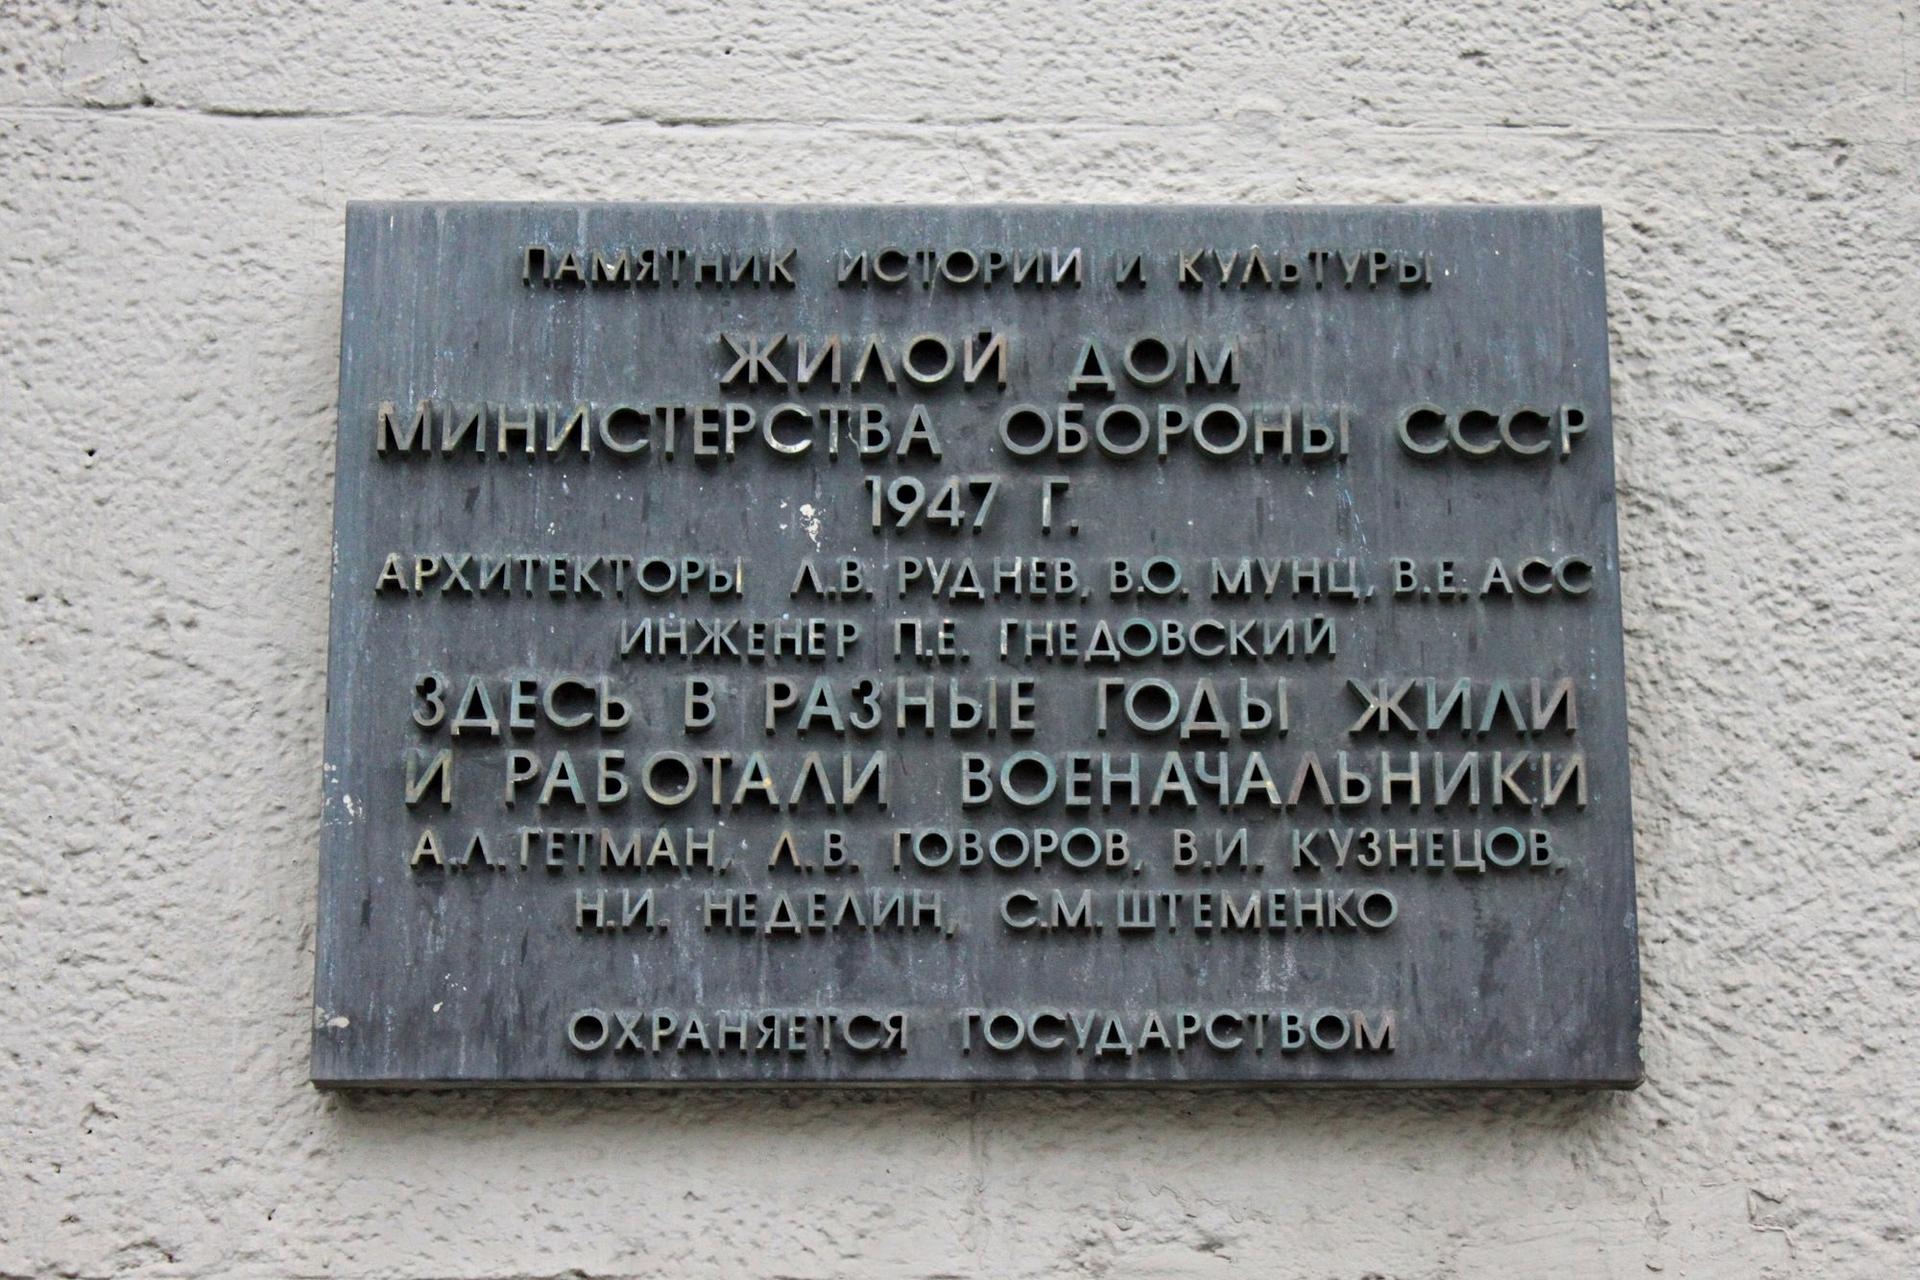 ПАМЯТНИК ИСТОРИИ И КУЛЬТУРЫ
ЖИЛОЙ ДОМ
МИНИСТЕРСТВА ОБОРОНЫ СССР
1947 Г.
АРХИТЕКТОРЫ Л.В. РУДНЕВ, В.О. МУНЦ, В.Е. АСС
ИНЖЕНЕР П.Е. ГНЕДОВСКИЙ
ЗДЕСЬ В РАЗНЫЕ ГОДЫ ЖИЛИ
И РАБОТАЛИ ВОЕНАЧАЛЬНИКИ
А.Л. ГЕТМАН, Л.В. ГОВОРОВ, В.И. КУЗНЕЦОВ,
Н.И. НЕДЕЛИН, С.М. ШТЕМЕНКО
ОХРАНЯЕТСЯ ГОСУДАРСТВОМ